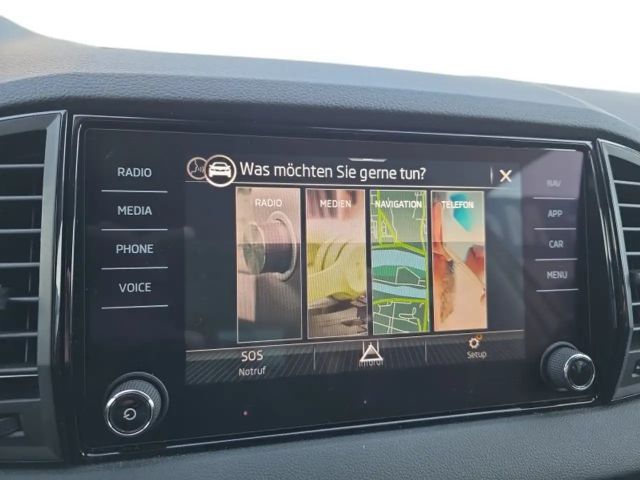 Was möchten Sie gerne tun?
RADIO
MEDIEN
NAVIGATION
TELEFON
SOS
Notruf
Setup
RADIO
MEDIA
PHONE
VOICE
NAV
APP
CAR
MENU